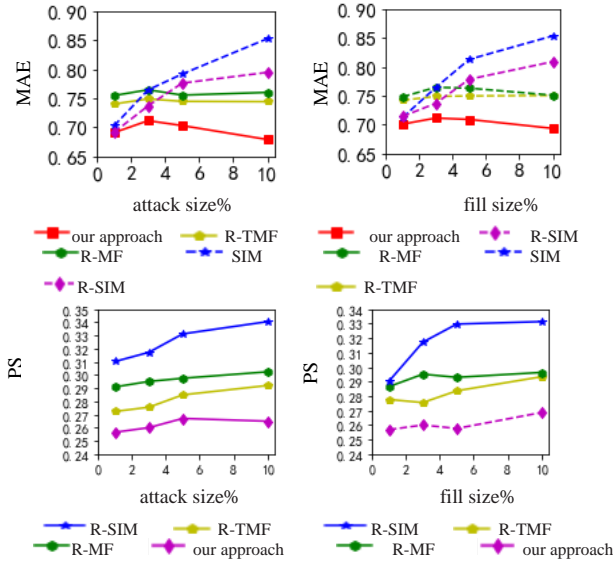 0.90 0.90
0.85 0.85
0.80 0.80
MAE 0.75 MAE 0.75
0.70 0.70
0.65 0.65
0 2 4 6 8 10 0 2 4 6 8 10
attack size% fill size%
our approach R-TMF our approach R-SIM
R-MF SIM R-MF SIM
R-SIM R-TMF
0.35 0.35
0.34 0.34
0.33 0.33
0.32 0.32
0.31 0.31
PS 0.30 PS 0.30
0.29 0.29
0.28 0.28
0.27 0.27
0.26 0.26
0.25 0.25
0.24 0.24
0 2 4 6 8 10 0 2 4 6 8 10
attack size% fill size%
R-SIM R-TMF R-SIM R-TMF
R-MF our approach R-MF our approach